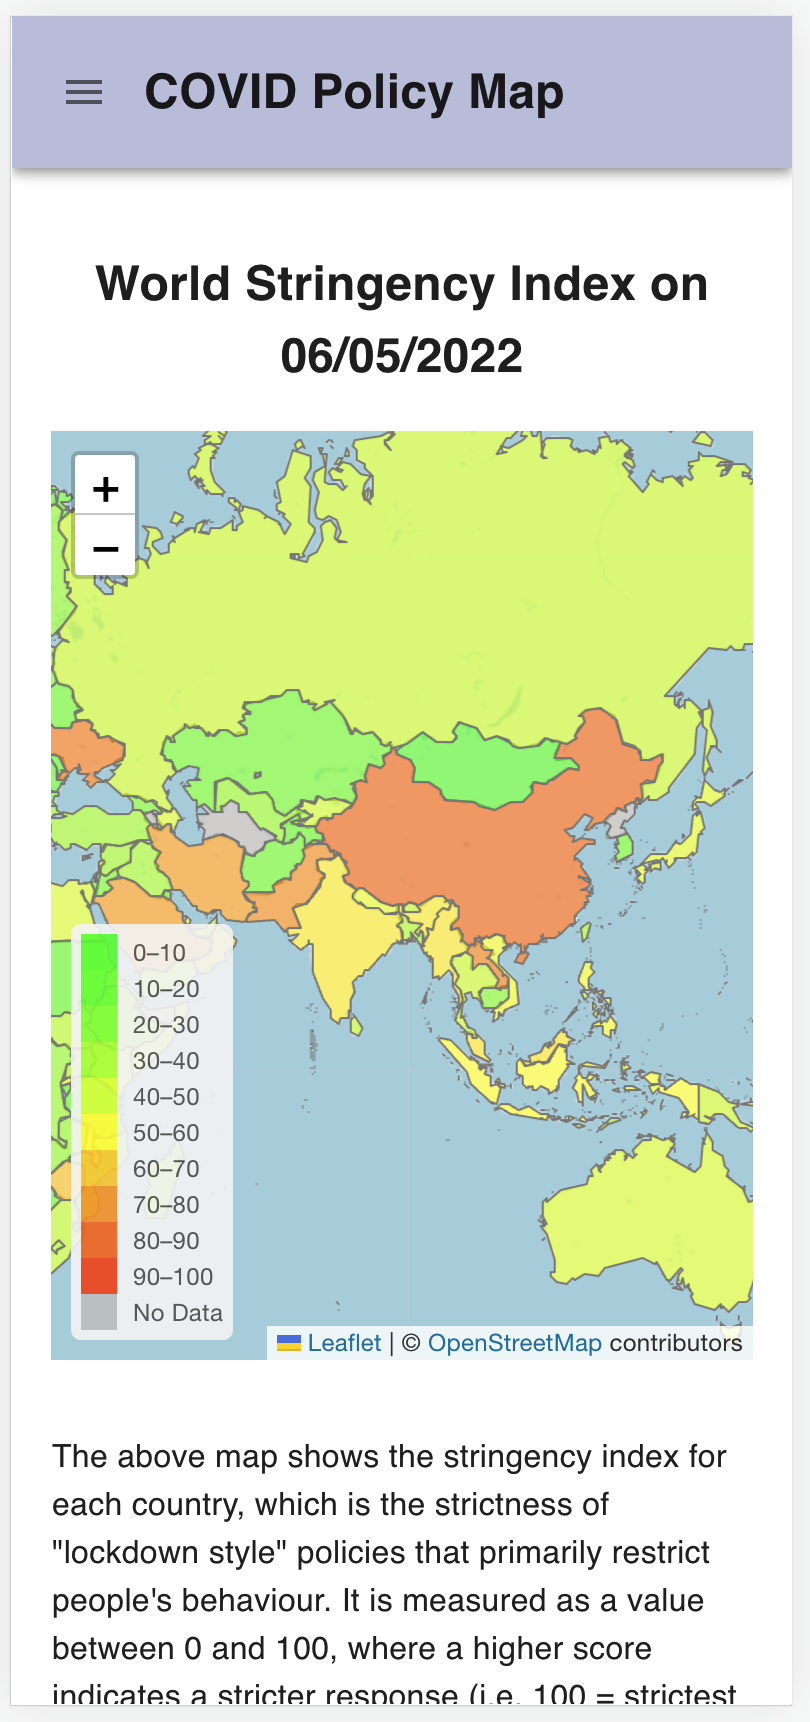 COVID Policy Map
World Stringency Index on
06/05/2022
+
−
0–10
10–20
20–30
30–40
40–50
50–60
60–70
70–80
80–90
90–100
No Data
Leaflet | © OpenStreetMap contributors
The above map shows the stringency index for
each country, which is the strictness of
"lockdown style" policies that primarily restrict
people's behaviour. It is measured as a value
between 0 and 100, where a higher score
indicates a stricter response (i.e. 100 = strictest